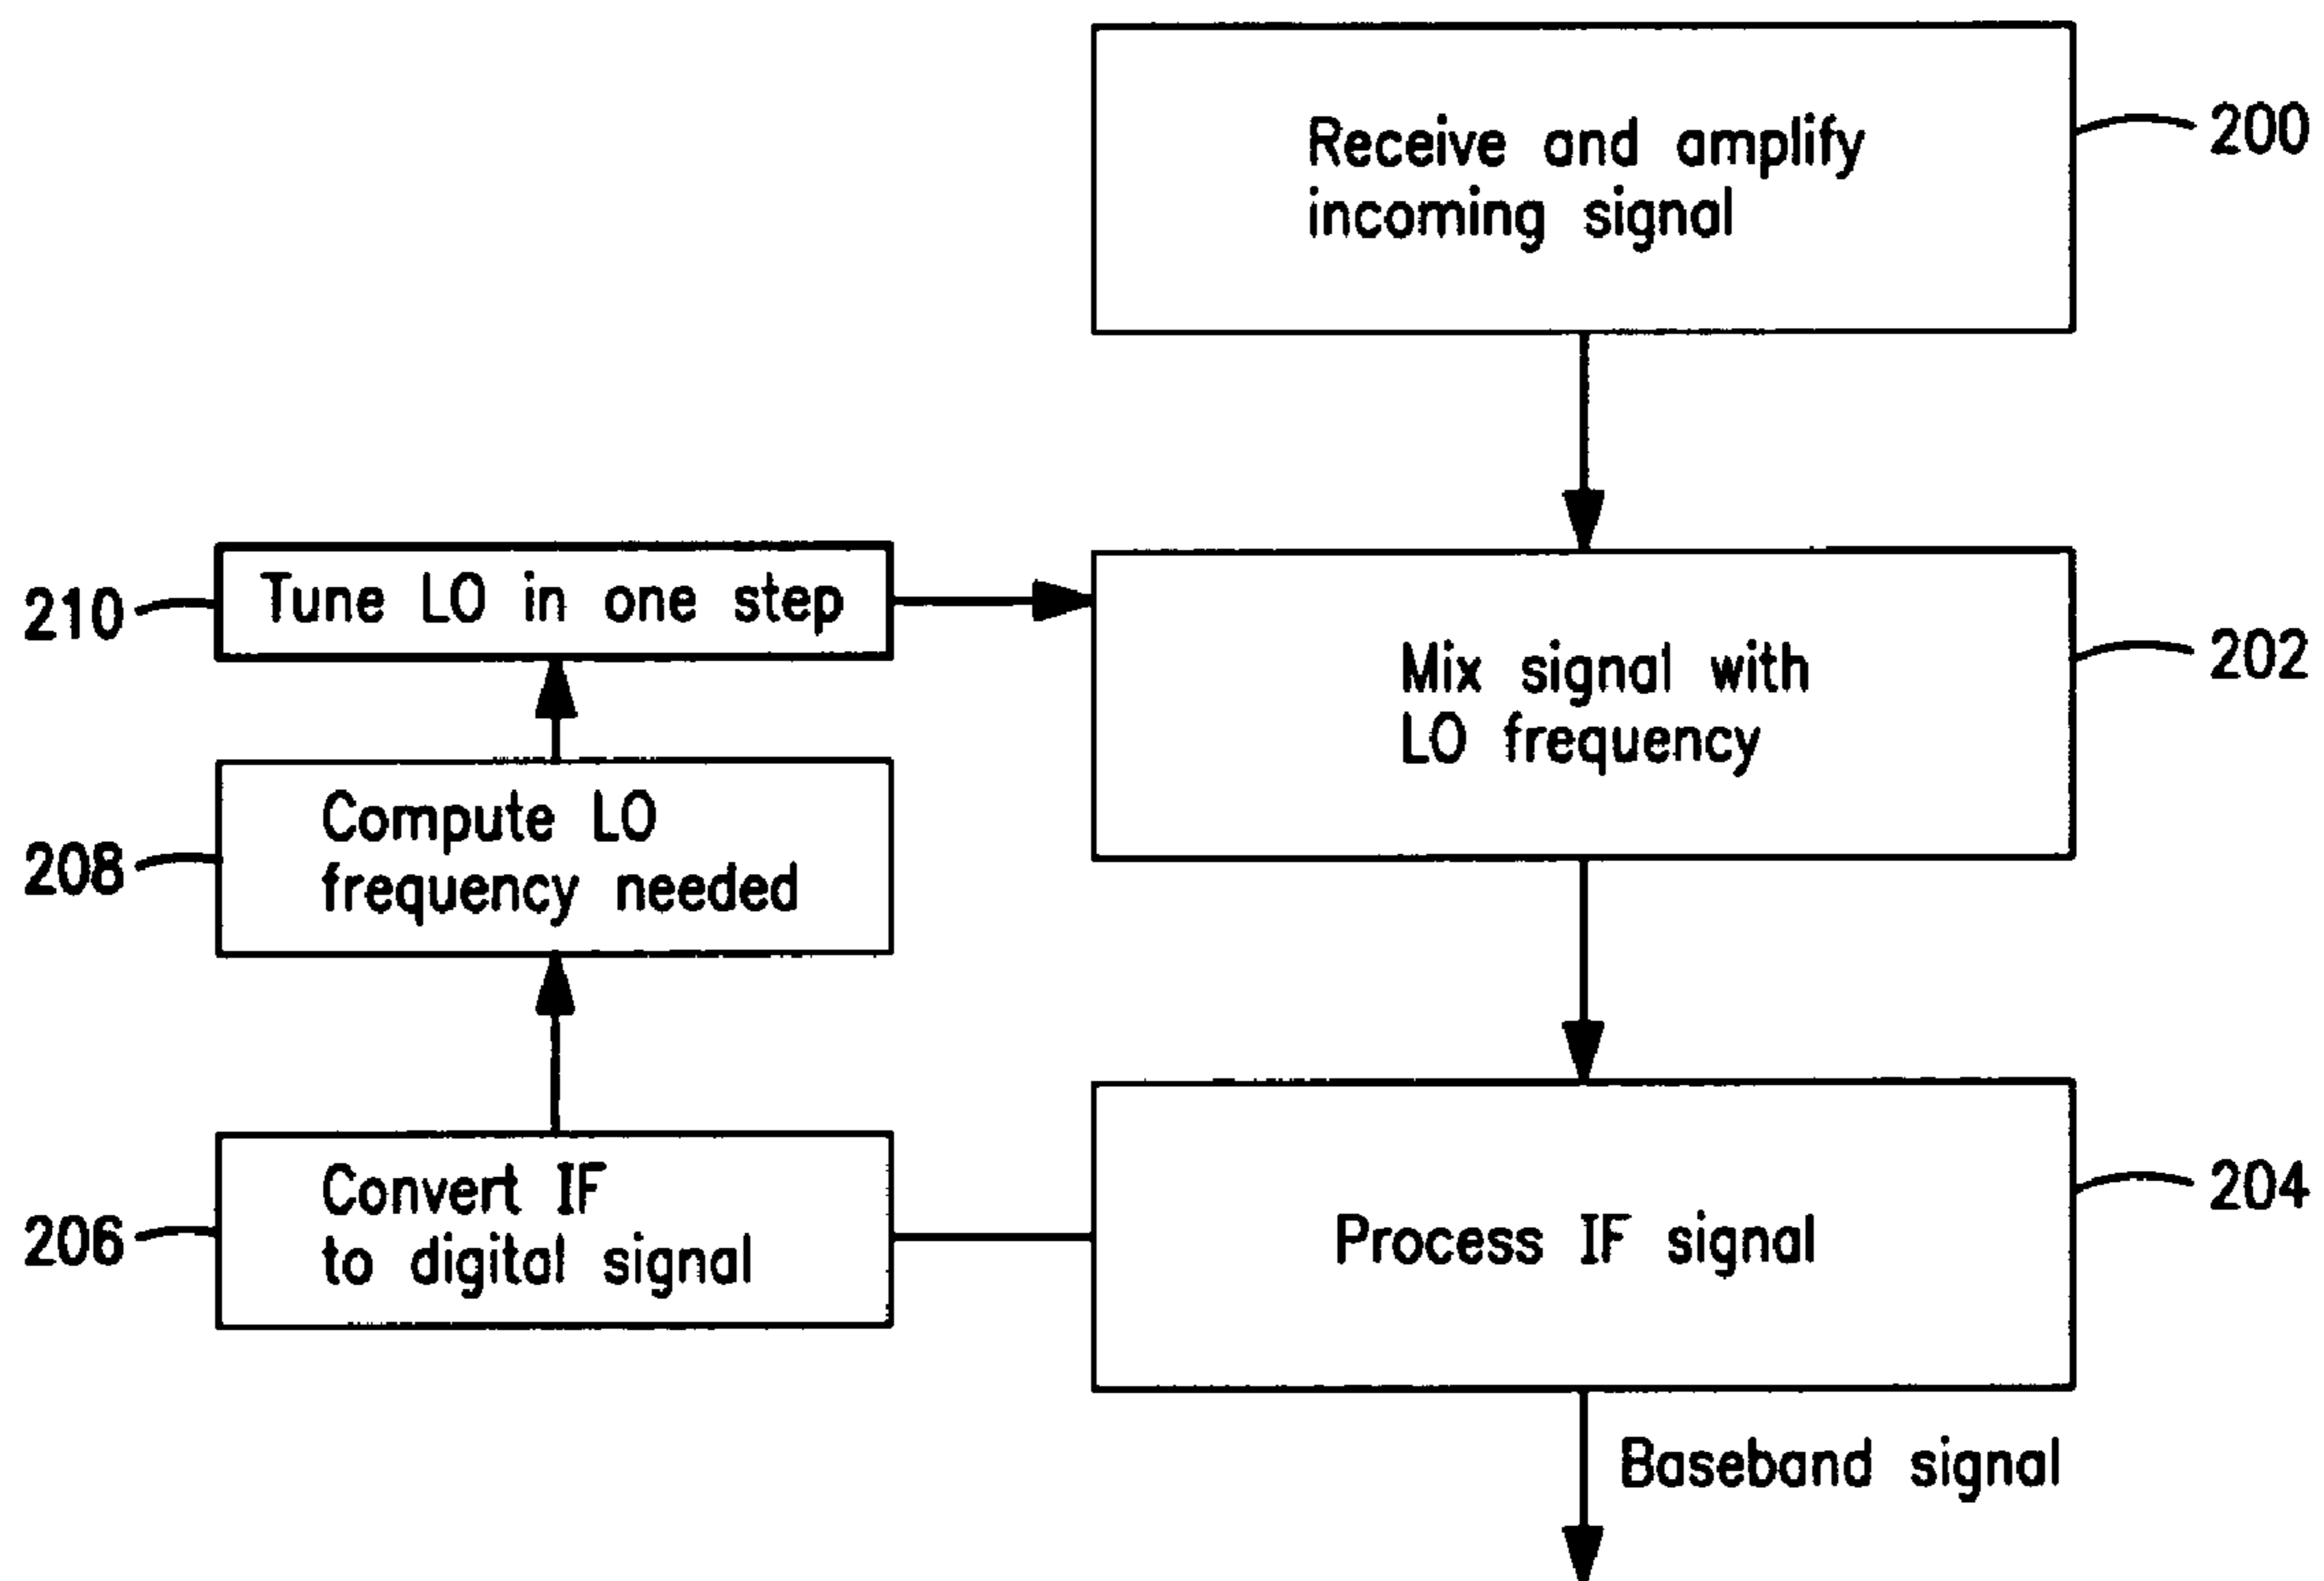 Receive and amplify
incoming signal
200
210
Tune LO in one step
Mix signal with
LO frequency
202
208
Compute LO
frequency needed
206
Convert IF
to digital signal
Process IF signal
204
Baseband signal